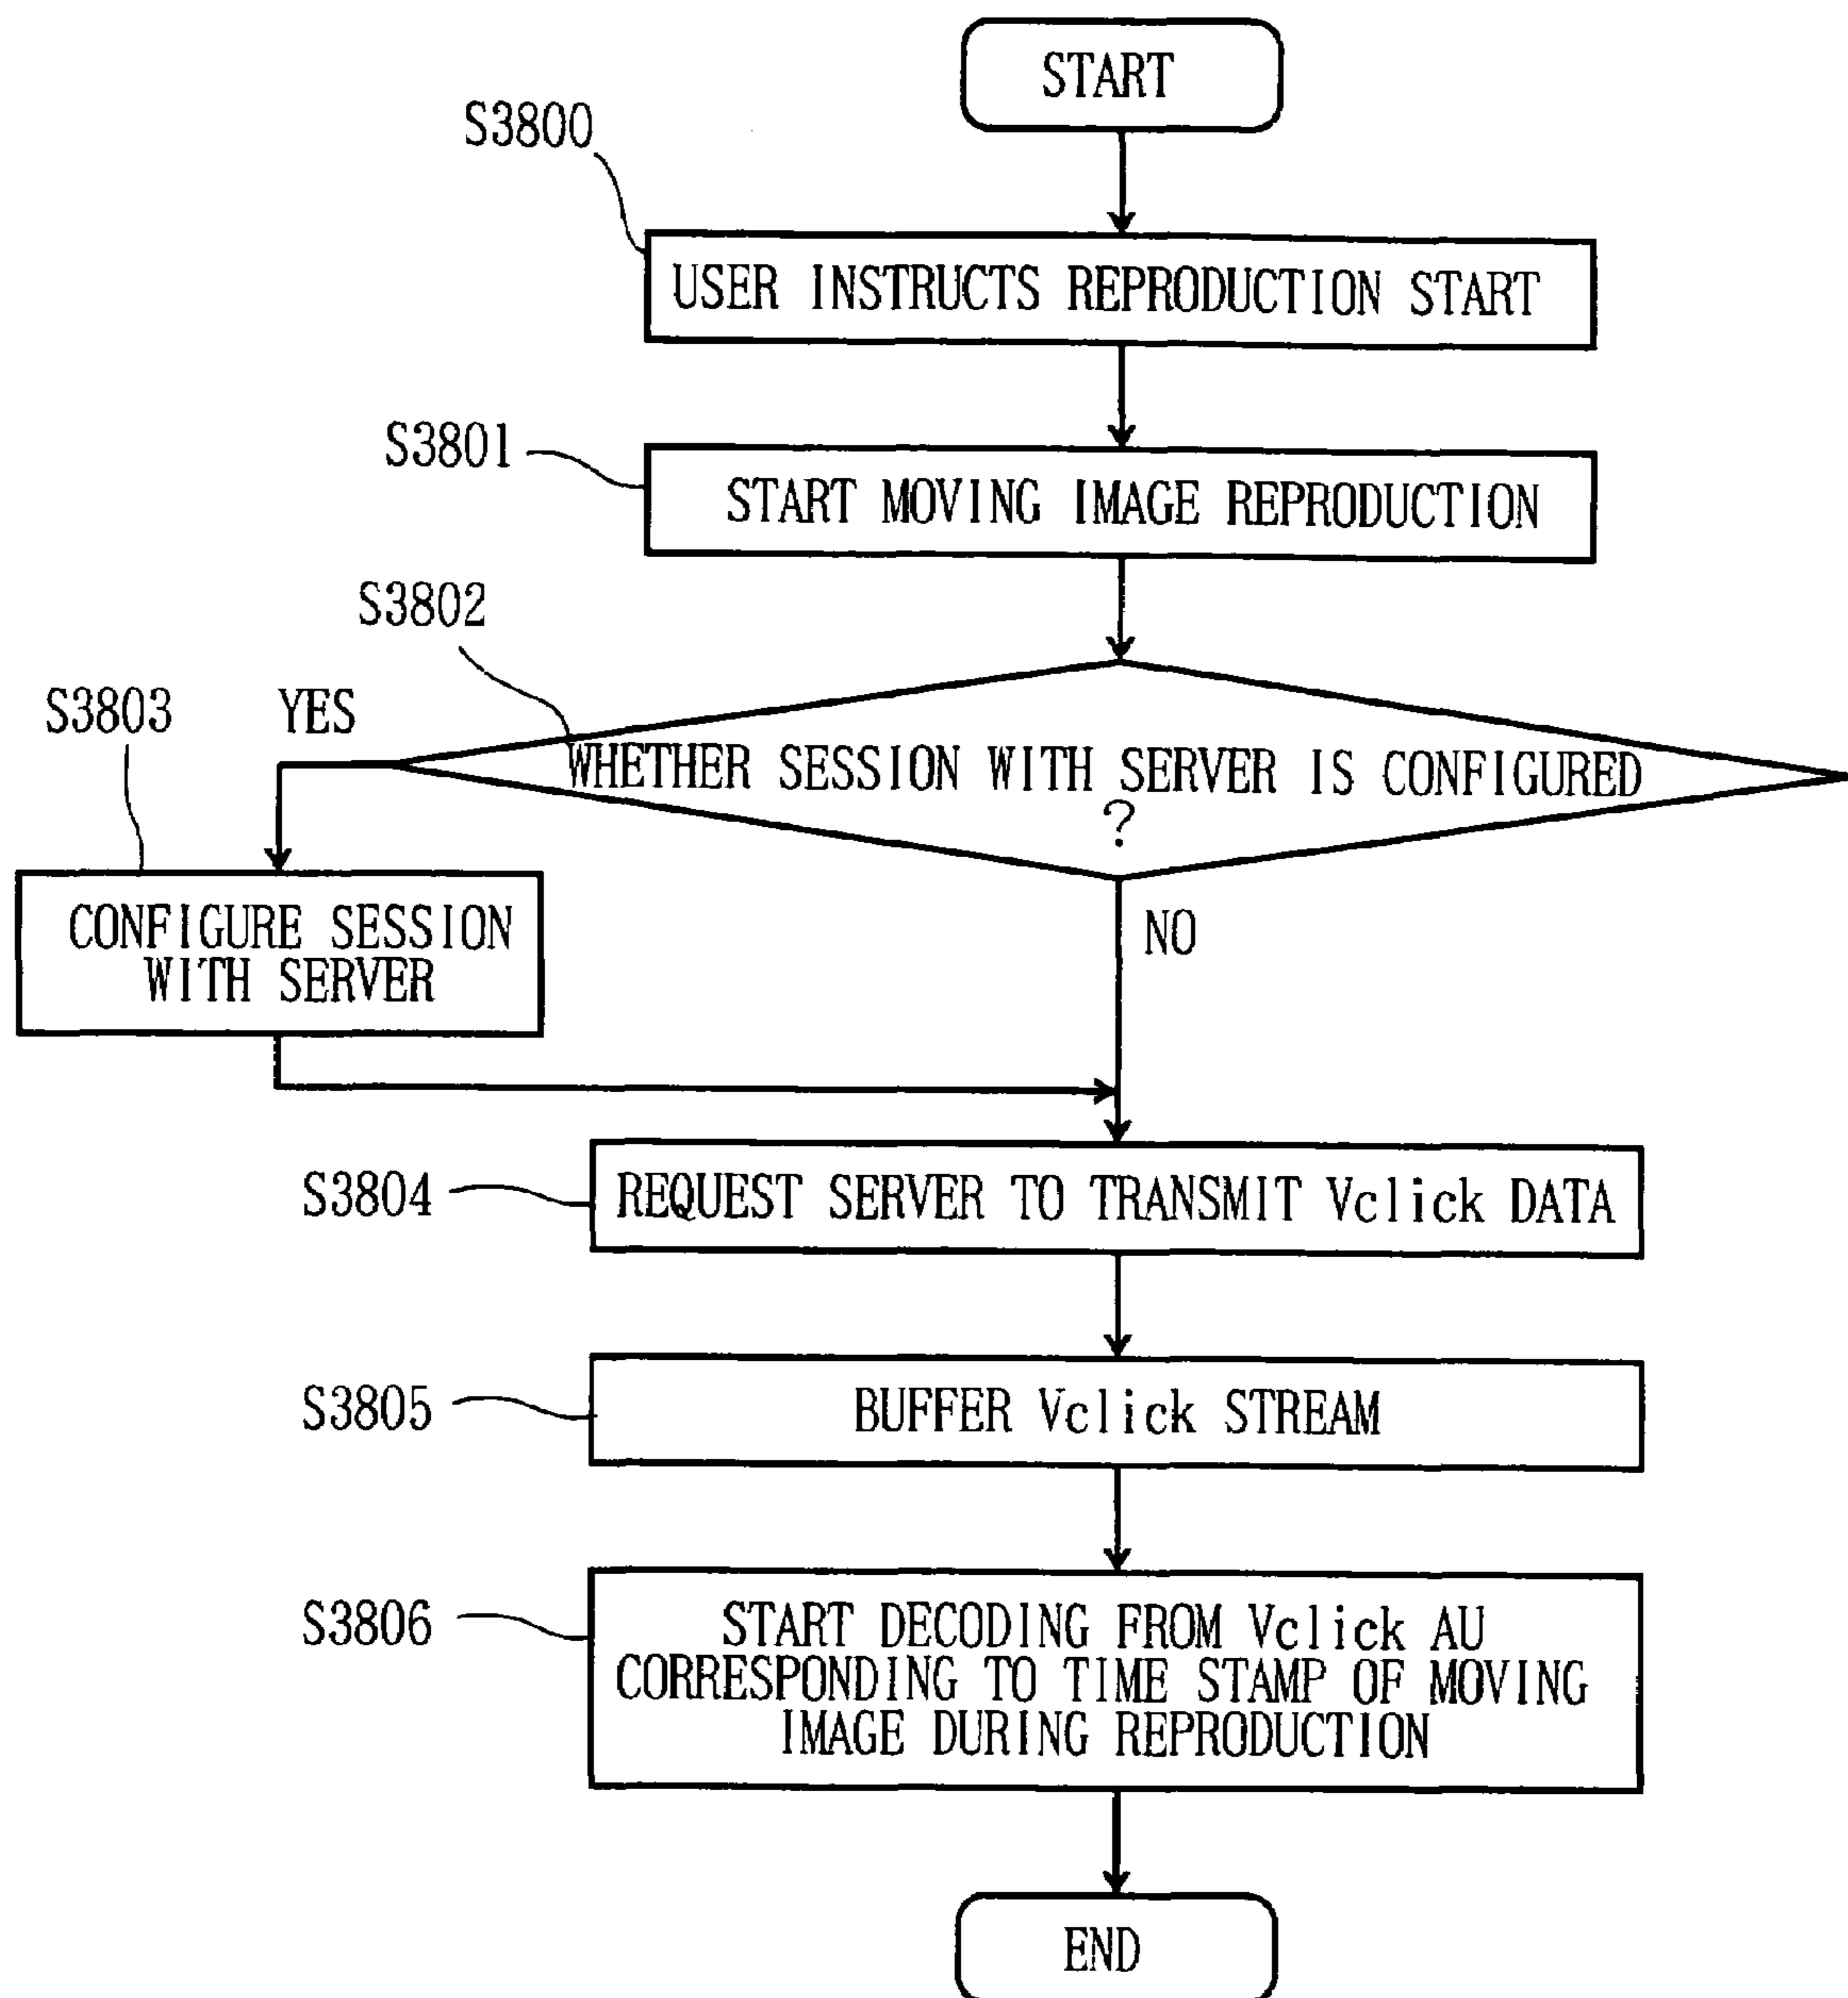 START
S3800
USER INSTRUCTS REPRODUCTION START
S3801
START MOVING IMAGE REPRODUCTION
S3802
S3803
YES
WHETHER SESSION WITH SERVER IS CONFIGURED
?
CONFIGURE SESSION
WITH SERVER
NO
S3804
REQUEST SERVER TO TRANSMIT Vclick DATA
S3805
BUFFER Vclick STREAM
S3806
START DECODING FROM Vclick AU
CORRESPONDING TO TIME STAMP OF MOVING
IMAGE DURING REPRODUCTION
END